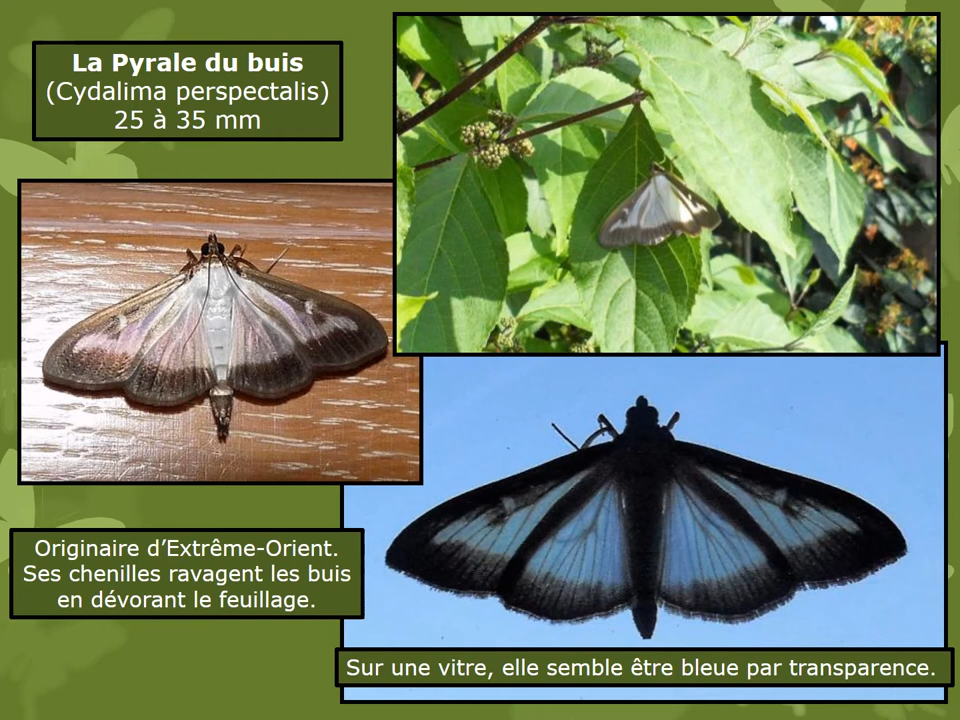 La Pyrale du buis
(Cydalima perspectalis)
25 à 35 mm
Originaire d'Extrême-Orient.
Ses chenilles ravagent les buis
en dévorant le feuillage.
Sur une vitre, elle semble être bleue par transparence.